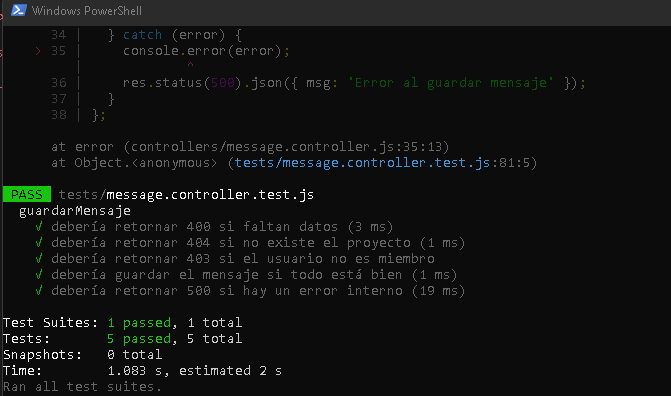 Windows PowerShell
34 | } catch (error) {
> 35 | console.error(error);
| ^
36 | res.status(500).json({ msg: "Error al guardar mensaje" });
37 | }
38 | };
at error (controllers/message.controller.js:35:13)
at Object.<anonymous> (tests/message.controller.test.js:81:5)
PASS tests/message.controller.test.js
guardarMensaje
√ debería retornar 400 si faltan datos (3 ms)
√ debería retornar 404 si no existe el proyecto (1 ms)
√ debería retornar 403 si el usuario no es miembro
√ debería guardar el mensaje si todo está bien (1 ms)
√ debería retornar 500 si hay un error interno (19 ms)
Test Suites: 1 passed, 1 total
Tests: 5 passed, 5 total
Snapshots: 0 total
Time: 1.083 s, estimated 2 s
Ran all test suites.